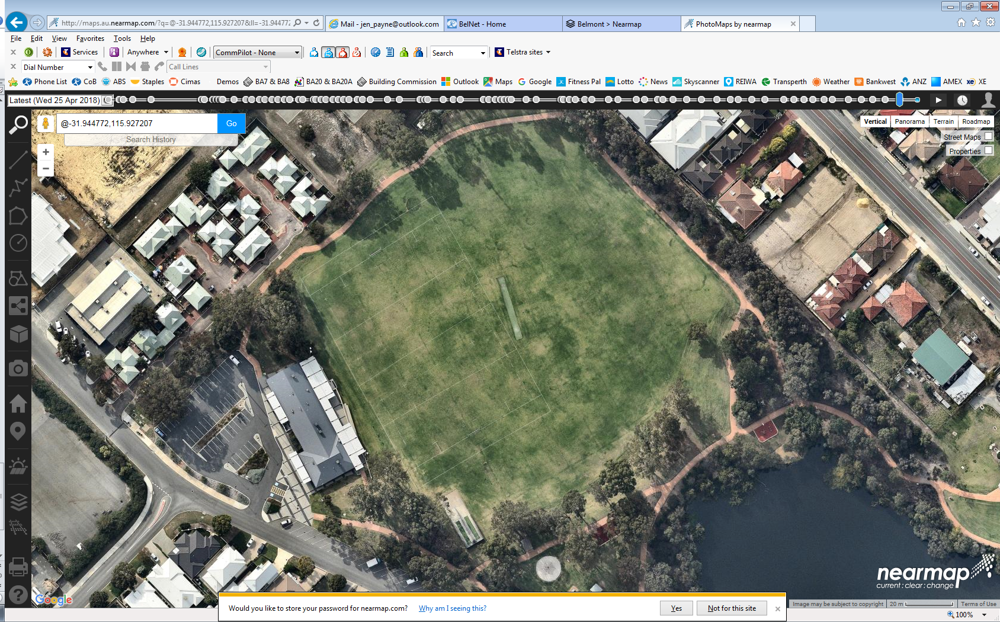 http://maps.au.nearmap.com/?q=@-31.944772,115.927207&ll=-31.944772
Mail - jen_payne@outlook.com
BelNet - Home
Belmont > Nearmap
PhotoMaps by nearmap
File Edit View Favorites Tools Help
Services Anywhere CommPilot - None Search Telstra sites
Dial Number Call Lines
Phone List CoB ABS Staples Cimas Demos BA7 & BA8 BA20 & BA20A Building Commission Outlook Maps Google Fitness Pal Lotto News Skyscanner REIWA Transperth Weather Bankwest ANZ AMEX XE
Latest (Wed 25 Apr 2018)
@-31.944772,115.927207 Go
Search History
Vertical Panorama Terrain Roadmap
Street Maps
Properties
nearmap
current : clear : change
Google
Would you like to store your password for nearmap.com? Why am I seeing this? Yes Not for this site
Image may be subject to copyright 20 m Terms of Use
100%